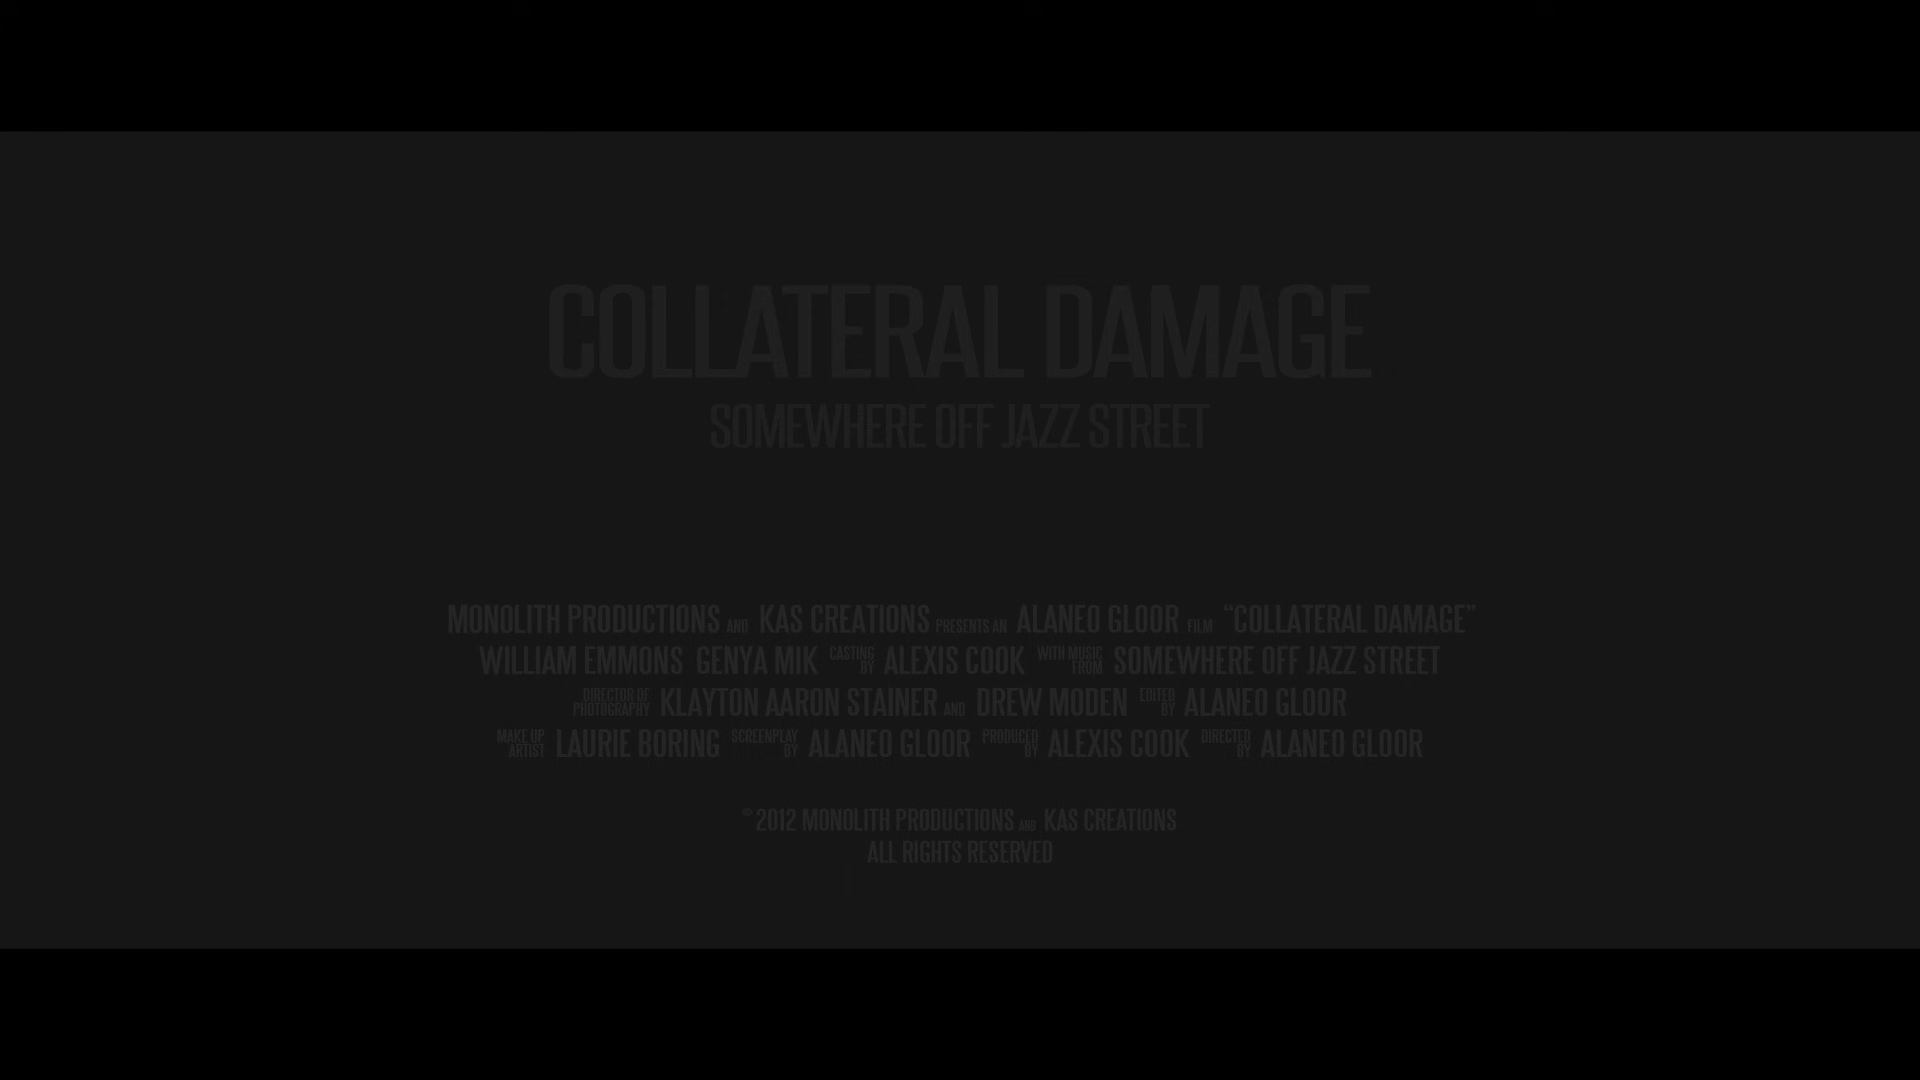 COLLATERAL DAMAGE
SOMEWHERE OFF JAZZ STREET
MONOLITH PRODUCTIONS AND KAS CREATIONS PRESENTS AN ALANEO GLOOR FILM “COLLATERAL DAMAGE”
WILLIAM EMMONS GENYA MIK CASTING BY ALEXIS COOK WITH MUSIC FROM SOMEWHERE OFF JAZZ STREET
DIRECTOR OF PHOTOGRAPHY KLAYTON AARON STAINER AND DREW MODEN EDITED BY ALANEO GLOOR
MAKE UP ARTIST LAURIE BORING SCREENPLAY BY ALANEO GLOOR PRODUCED BY ALEXIS COOK DIRECTED BY ALANEO GLOOR
© 2012 MONOLITH PRODUCTIONS AND KAS CREATIONS
ALL RIGHTS RESERVED